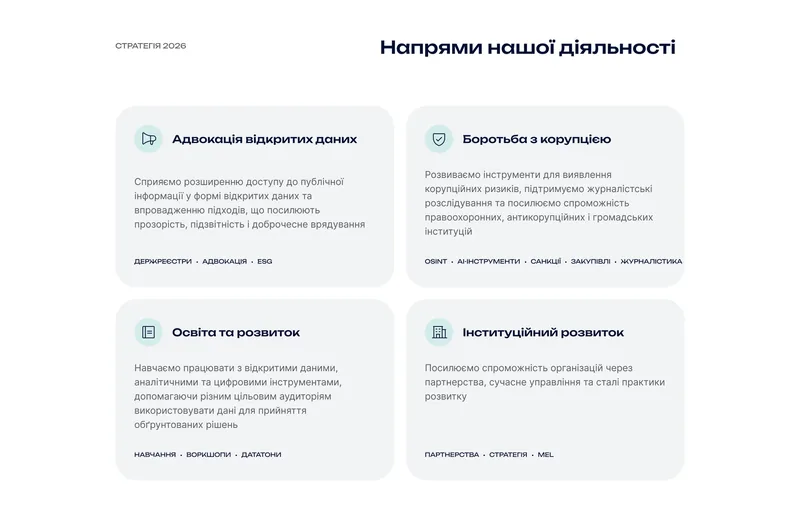 СТРАТЕГІЯ 2026
Напрями нашої діяльності
Адвокація відкритих даних
Сприяємо розширенню доступу до публічної
інформації у формі відкритих даних та
впровадженню підходів, що посилюють
прозорість, підзвітність і доброчесне врядування
ДЕРЖРЕЄСТРИ • АДВОКАЦІЯ • ESG
Боротьба з корупцією
Розвиваємо інструменти для виявлення
корупційних ризиків, підтримуємо журналістські
розслідування та посилюємо спроможність
правоохоронних, антикорупційних і громадських
інституцій
OSINT • АІ-ІНСТРУМЕНТИ • САНКЦІЇ • ЗАКУПІВЛІ • ЖУРНАЛІСТИКА
Освіта та розвиток
Навчаємо працювати з відкритими даними,
аналітичними та цифровими інструментами,
допомагаючи різним цільовим аудиторіям
використовувати дані для прийняття
обґрунтованих рішень
НАВЧАННЯ • ВОРКШОПИ • ДАТАТОНИ
Інституційний розвиток
Посилюємо спроможність організацій через
партнерства, сучасне управління та сталі практики
розвитку
ПАРТНЕРСТВА • СТРАТЕГІЯ • MEL